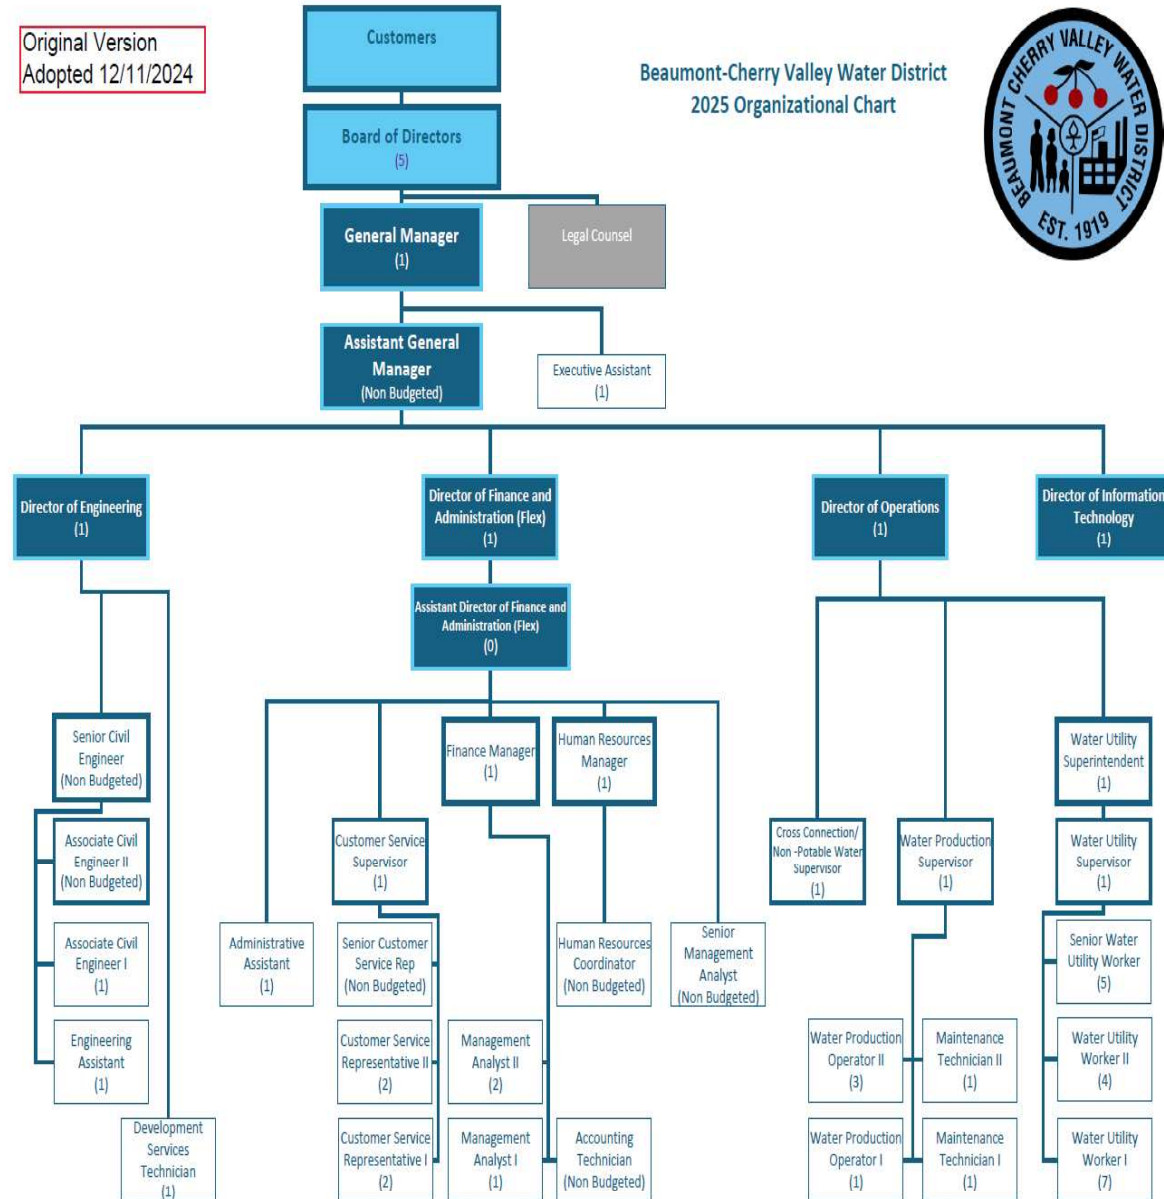 Original Version
Adopted 12/11/2024
Customers
Beaumont-Cherry Valley Water District
2025 Organizational Chart
BEAUMONT CHERRY VALLEY WATER DISTRICT
EST. 1919
Board of Directors
(5)
General Manager
(1)
Legal Counsel
Assistant General
Manager
(Non Budgeted)
Executive Assistant
(1)
Director of Engineering
(1)
Director of Finance and
Administration (Flex)
(1)
Director of Operations
(1)
Director of Information
Technology
(1)
Assistant Director of Finance and
Administration (Flex)
(0)
Senior Civil
Engineer
(Non Budgeted)
Finance Manager
(1)
Human Resources
Manager
(1)
Water Utility
Superintendent
(1)
Associate Civil
Engineer II
(Non Budgeted)
Customer Service
Supervisor
(1)
Cross Connection/
Non -Potable Water
Supervisor
(1)
Water Production
Supervisor
(1)
Water Utility
Supervisor
(1)
Associate Civil
Engineer I
(1)
Administrative
Assistant
(1)
Senior Customer
Service Rep
(Non Budgeted)
Human Resources
Coordinator
(Non Budgeted)
Senior
Management
Analyst
(Non Budgeted)
Senior Water
Utility Worker
(5)
Engineering
Assistant
(1)
Customer Service
Representative II
(2)
Management
Analyst II
(2)
Water Production
Operator II
(3)
Maintenance
Technician II
(1)
Water Utility
Worker II
(4)
Development
Services
Technician
(1)
Customer Service
Representative I
(2)
Management
Analyst I
(1)
Accounting
Technician
(Non Budgeted)
Water Production
Operator I
(1)
Maintenance
Technician I
(1)
Water Utility
Worker I
(7)